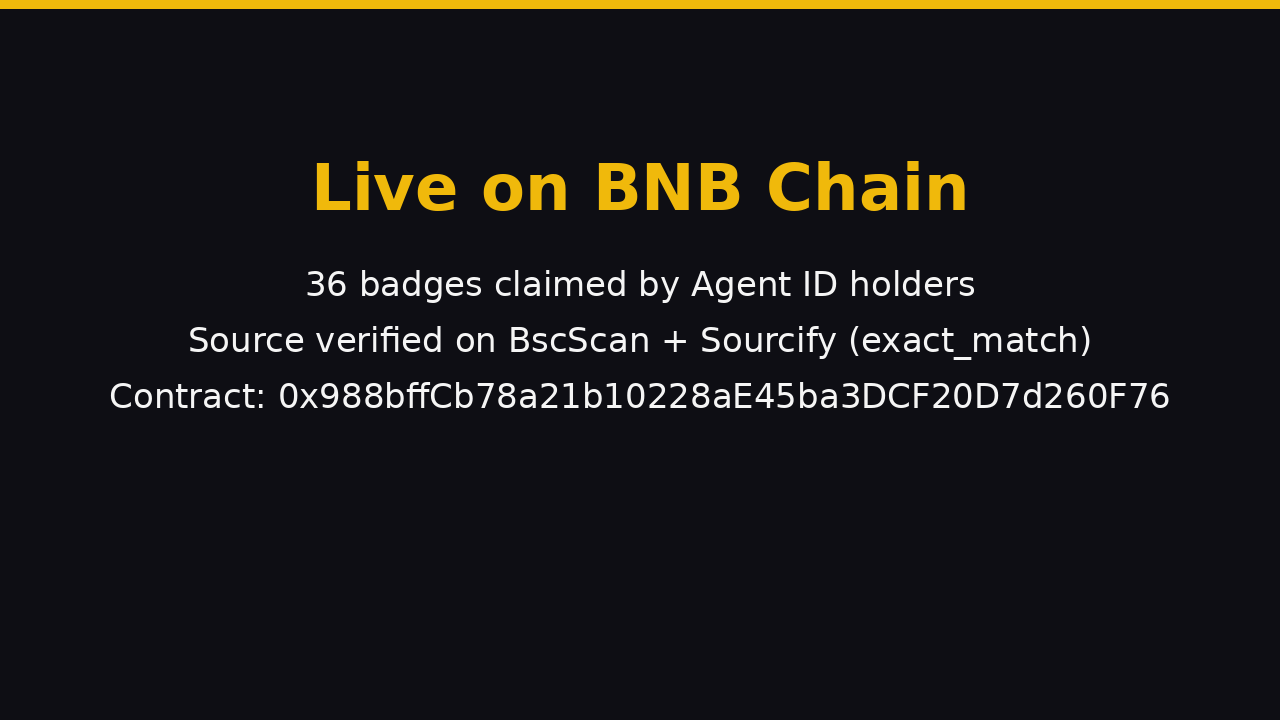 Live on BNB Chain
36 badges claimed by Agent ID holders
Source verified on BscScan + Sourcify (exact_match)
Contract: 0x988bffCb78a21b10228aE45ba3DCF20D7d260F76